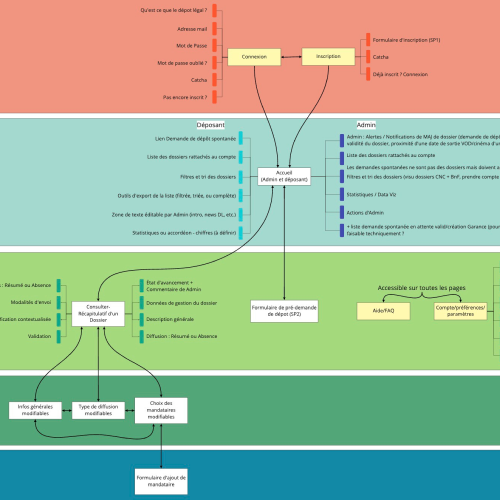 Qu'est ce que le dépot légal ?
Adresse mail
Mot de Passe
Mot de passe oublié ?
Catcha
Pas encore inscrit ?
Connexion
Inscription
Formulaire d'inscription (SP1)
Catcha
Déjà inscrit ? Connexion
Déposant
Lien Demande de dépôt spontanée
Liste des dossiers rattachés au compte
Filtres et tri des dossiers
Outils d'export de la liste (filtrée, triée, ou complète)
Zone de texte éditable par Admin (intro, news DL, etc.)
Statistiques ou accordéon - chiffres (à définir)
Accueil
(Admin et déposant)
Admin
Admin : Alertes / Notifications de MAJ de dossier (demande de dépô
validité du dossier, proximité d'une date de sortie VOD/cinéma d'u
Liste des dossiers rattachés au compte
Les demandes spontanées ne sont pas des dossiers mais doivent a
Filtres et tri des dossiers (vsu dossiers CNC + BnF, prendre compte
Statistiques / Data Viz
Actions d'Admin
+ liste demande spontanée en attente valid/création Garance (pou
faisable techniquement ?
: Résumé ou Absence
Modalités d'envoi
fication contextualisée
Validation
Consulter-
Récapitulatif d'un
Dossier
État d'avancement +
Commentaire de Admin
Données de gestion du dossier
Description générale
Diffusion : Résumé ou Absence
Formulaire de pré-demande
de dépot (SP2)
Accessible sur toutes les pages
Aide/FAQ
Compte/préférences/
paramètres
Infos générales
modifiables
Type de diffusion
modifiables
Choix des
mandataires
modifiables
Formulaire d'ajout de
mandataire